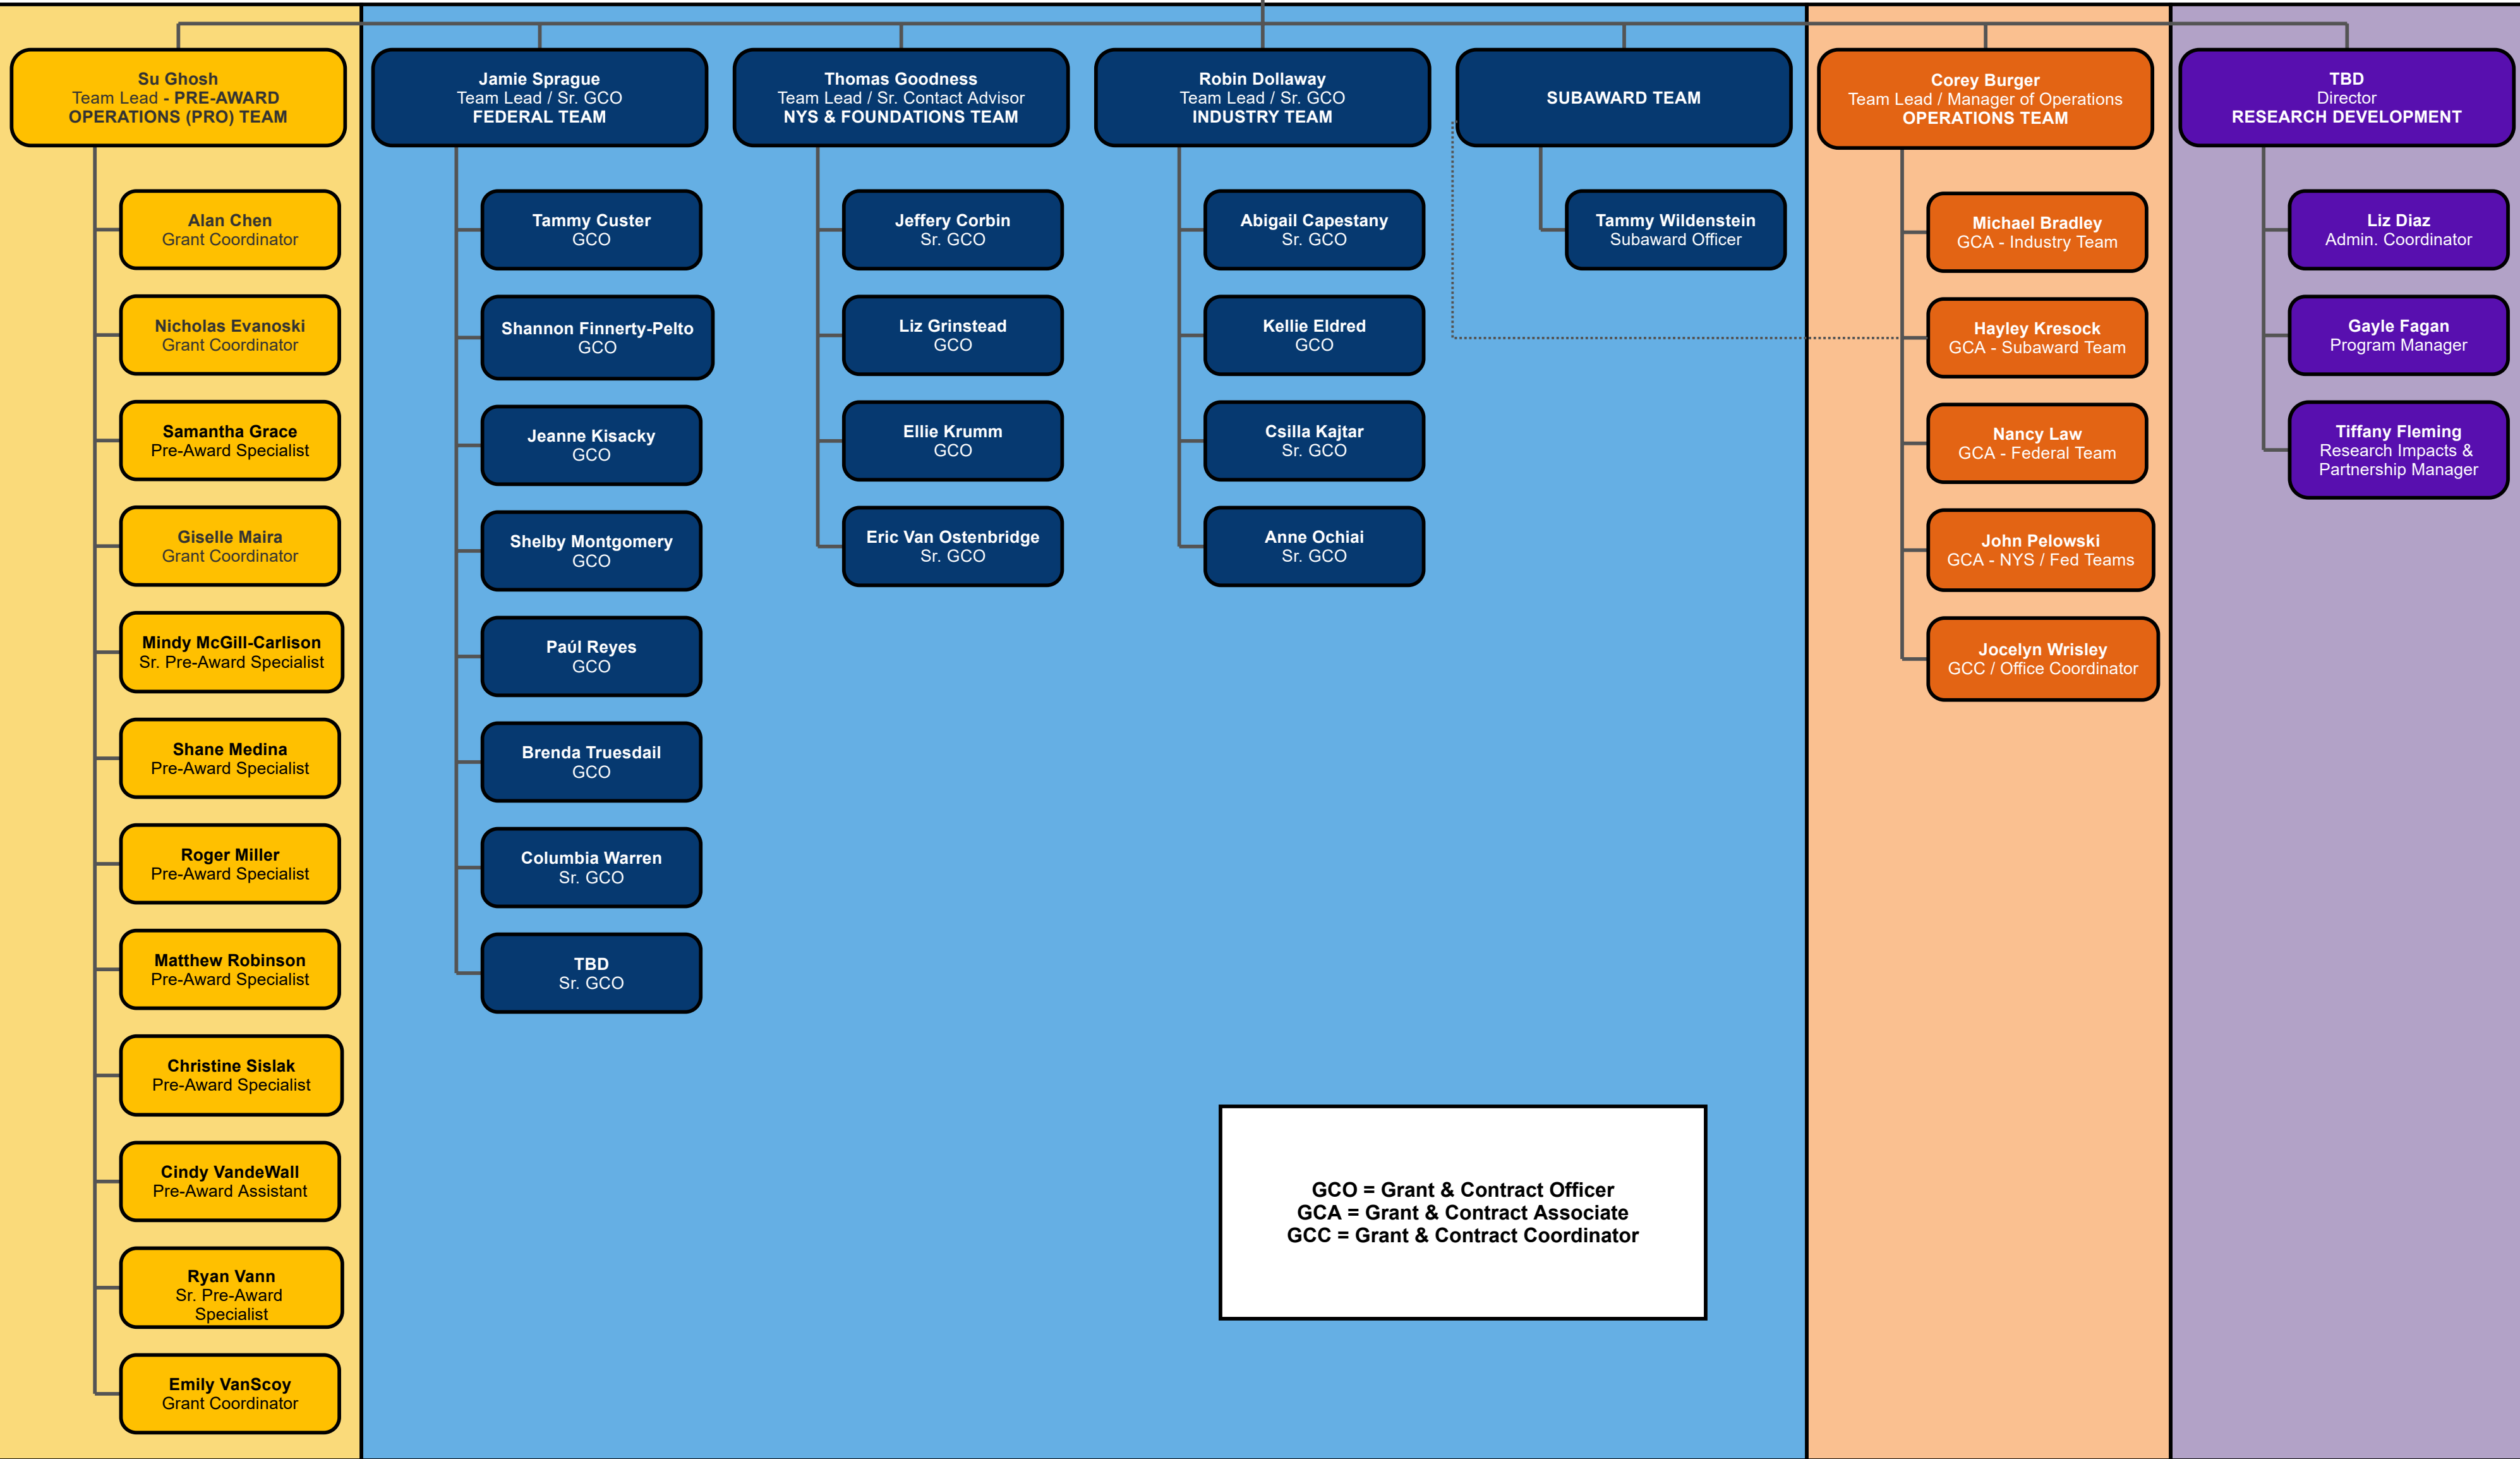 Su Ghosh
Team Lead - PRE-AWARD
OPERATIONS (PRO) TEAM
Alan Chen
Grant Coordinator
Nicholas Evanoski
Grant Coordinator
Samantha Grace
Pre-Award Specialist
Giselle Maira
Grant Coordinator
Mindy McGill-Carlison
Sr. Pre-Award Specialist
Shane Medina
Pre-Award Specialist
Roger Miller
Pre-Award Specialist
Matthew Robinson
Pre-Award Specialist
Christine Sislak
Pre-Award Specialist
Cindy VandeWall
Pre-Award Assistant
Ryan Vann
Sr. Pre-Award
Specialist
Emily VanScoy
Grant Coordinator
Jamie Sprague
Team Lead / Sr. GCO
FEDERAL TEAM
Tammy Custer
GCO
Shannon Finnerty-Pelto
GCO
Jeanne Kisacky
GCO
Shelby Montgomery
GCO
Paúl Reyes
GCO
Brenda Truesdail
GCO
Columbia Warren
Sr. GCO
TBD
Sr. GCO
Thomas Goodness
Team Lead / Sr. Contact Advisor
NYS & FOUNDATIONS TEAM
Jeffery Corbin
Sr. GCO
Liz Grinstead
GCO
Ellie Krumm
GCO
Eric Van Ostenbridge
Sr. GCO
Robin Dollaway
Team Lead / Sr. GCO
INDUSTRY TEAM
Abigail Capestany
Sr. GCO
Kellie Eldred
GCO
Csilla Kajtar
Sr. GCO
Anne Ochiai
Sr. GCO
SUBAWARD TEAM
Tammy Wildenstein
Subaward Officer
GCO = Grant & Contract Officer
GCA = Grant & Contract Associate
GCC = Grant & Contract Coordinator
Corey Burger
Team Lead / Manager of Operations
OPERATIONS TEAM
Michael Bradley
GCA - Industry Team
Hayley Kresock
GCA - Subaward Team
Nancy Law
GCA - Federal Team
John Pelowski
GCA - NYS / Fed Teams
Jocelyn Wrisley
GCC / Office Coordinator
TBD
Director
RESEARCH DEVELOPMENT
Liz Diaz
Admin. Coordinator
Gayle Fagan
Program Manager
Tiffany Fleming
Research Impacts &
Partnership Manager